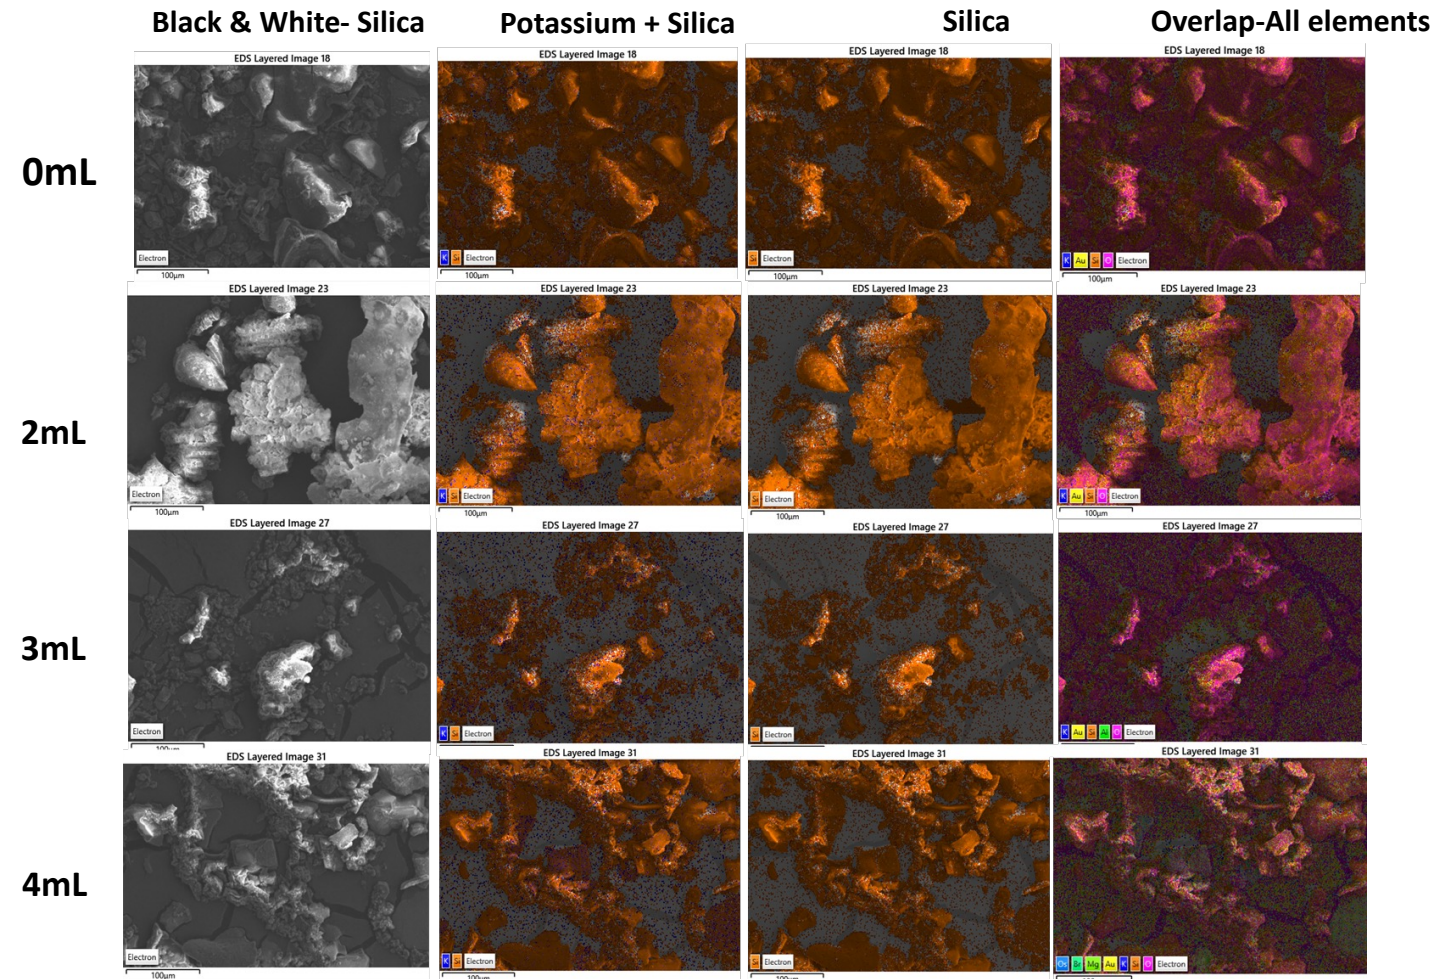 Black & White- Silica
Potassium + Silica
Silica
Overlap-All elements
0mL
EDS Layered Image 18
Electron
100µm
EDS Layered Image 18
K Si Electron
100µm
EDS Layered Image 18
Si Electron
100µm
EDS Layered Image 18
K Au Si O Electron
100µm
2mL
EDS Layered Image 23
Electron
100µm
EDS Layered Image 23
K Si Electron
100µm
EDS Layered Image 23
Si Electron
100µm
EDS Layered Image 23
K Au Si O Electron
100µm
3mL
EDS Layered Image 27
Electron
100µm
EDS Layered Image 27
K Si Electron
EDS Layered Image 27
Si Electron
EDS Layered Image 27
K Au Si Al O Electron
4mL
EDS Layered Image 31
Electron
100µm
EDS Layered Image 31
K Si Electron
EDS Layered Image 31
Si Electron
EDS Layered Image 31
Os Br Mg Au K Si O Electron